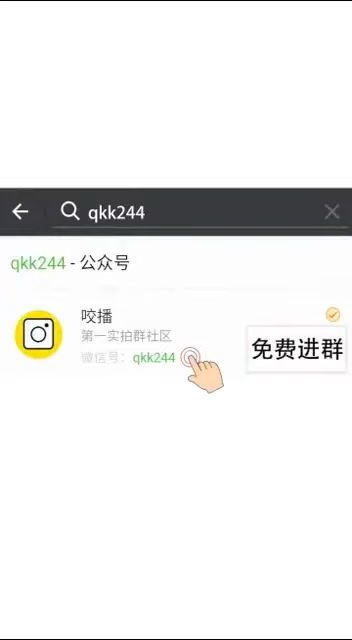 qkk244
qkk244 - 公众号
咬播
第一实拍群社区
微信号: qkk244
免费进群